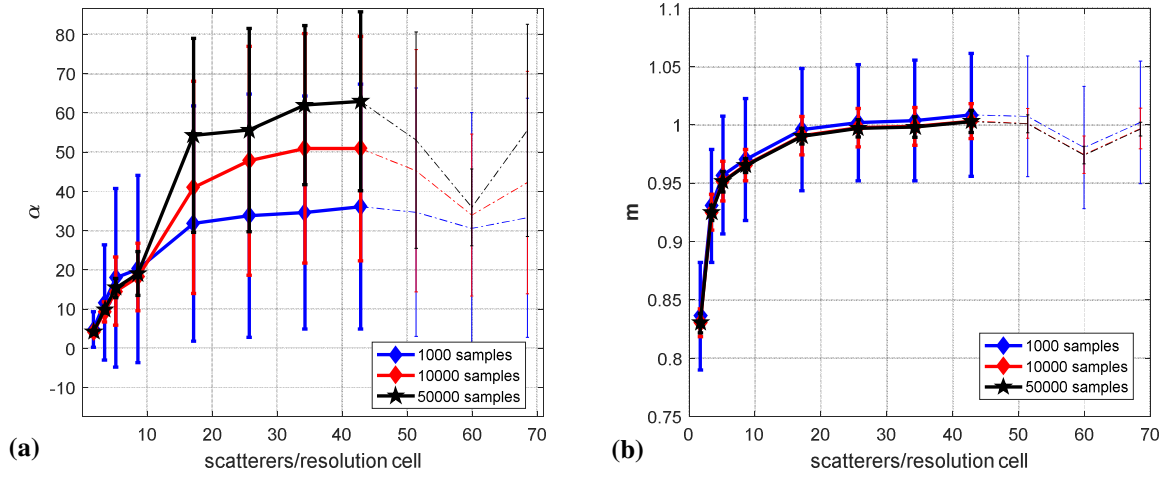 80
70
60
50
40
30
20
10
0
-10
α
10 20 30 40 50 60 70
scatterers/resolution cell
1000 samples
10000 samples
50000 samples
(a)
1.1
1.05
1
0.95
0.9
0.85
0.8
0.75
m
0 10 20 30 40 50 60 70
scatterers/resolution cell
1000 samples
10000 samples
50000 samples
(b)